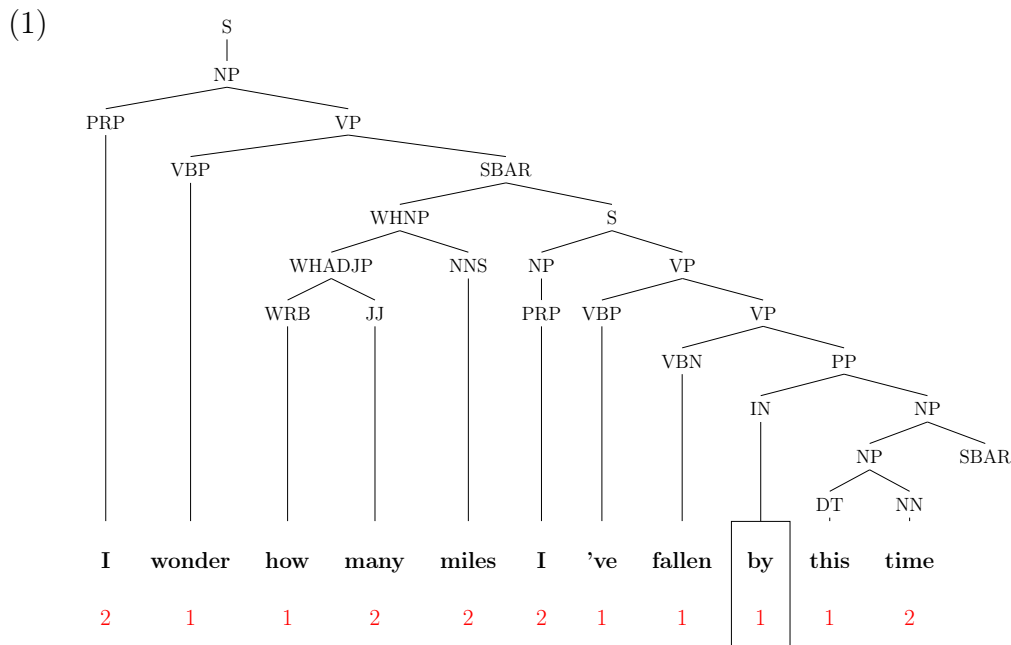 (1)
S
NP
PRP VP
VBP SBAR
WHNP S
WHADJP NNS NP VP
WRB JJ PRP VBP VP
VBN PP
IN NP
NP SBAR
DT NN
I wonder how many miles I 've fallen by this time
2 1 1 2 2 2 1 1 1 1 2